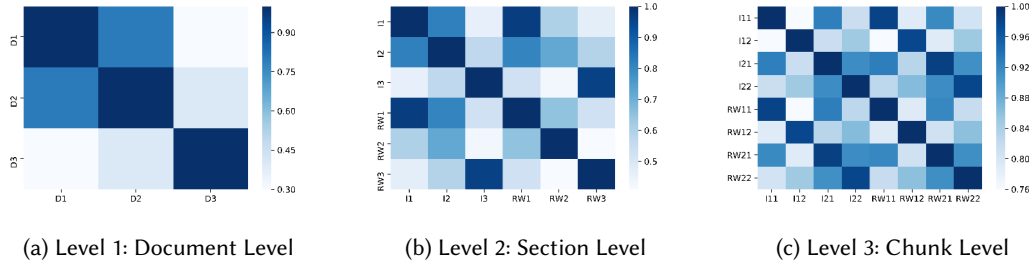 D1
D2
D3
D1
D2
D3
0.90
0.75
0.60
0.45
0.30
(a) Level 1: Document Level
I1
I2
I3
RW1
RW2
RW3
I1
I2
I3
RW1
RW2
RW3
1.0
0.9
0.8
0.7
0.6
0.5
(b) Level 2: Section Level
I11
I12
I21
I22
RW11
RW12
RW21
RW22
I11
I12
I21
I22
RW11
RW12
RW21
RW22
1.00
0.96
0.92
0.88
0.84
0.80
0.76
(c) Level 3: Chunk Level